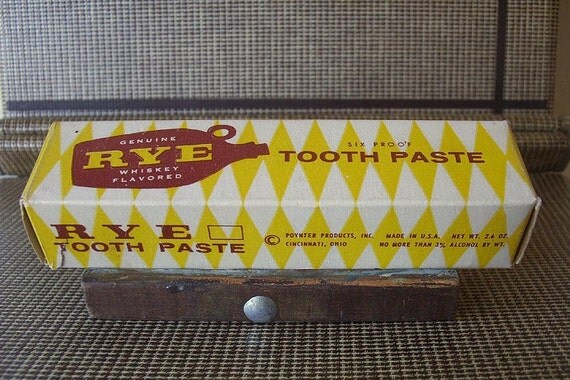 GENUINE
RYE
WHISKEY
FLAVORED
SIX PROOF
TOOTH PASTE
RYE
TOOTH PASTE
© POYNTER PRODUCTS, INC. MADE IN U.S.A. NET WT. 2.6 OZ.
CINCINNATI, OHIO NO MORE THAN 3% ALCOHOL BY WT.